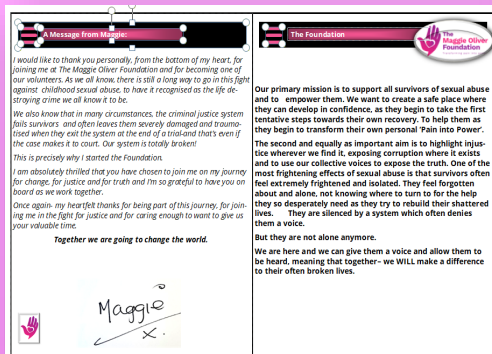 A Message from Maggie:
I would like to thank you personally, from the bottom of my heart, for
joining me at The Maggie Oliver Foundation and for becoming one of
our volunteers. As we all know, there is still a long way to go in this fight
against childhood sexual abuse, to have it recognised as the life de-
stroying crime we all know it to be.
We also know that in many circumstances, the criminal justice system
fails survivors and often leaves them severely damaged and trauma-
tised when they exit the system at the end of a trial-and that's even if
the case makes it to court. Our system is totally broken!
This is precisely why I started the Foundation.
I am absolutely thrilled that you have chosen to join me on my journey
for change, for justice and for truth and I'm so grateful to have you on
board as we work together.
Once again- my heartfelt thanks for being part of this journey, for join-
ing me in the fight for justice and for caring enough to want to give us
your valuable time.
Together we are going to change the world.
Maggie
x.
The Foundation
The
Maggie Oliver
Foundation
Our primary mission is to support all survivors of sexual abuse
and to empower them. We want to create a safe place where
they can develop in confidence, as they begin to take the first
tentative steps towards their own recovery. To help them as
they begin to transform their own personal 'Pain into Power'.
The second and equally as important aim is to highlight injus-
tice wherever we find it, exposing corruption where it exists
and to use our collective voices to expose the truth. One of the
most frightening effects of sexual abuse is that survivors often
feel extremely frightened and isolated. They feel forgotten
about and alone, not knowing where to turn to for the help
they so desperately need as they try to rebuild their shattered
lives. They are silenced by a system which often denies
them a voice.
But they are not alone anymore.
We are here and we can give them a voice and allow them to
be heard, meaning that together– we WILL make a difference
to their often broken lives.